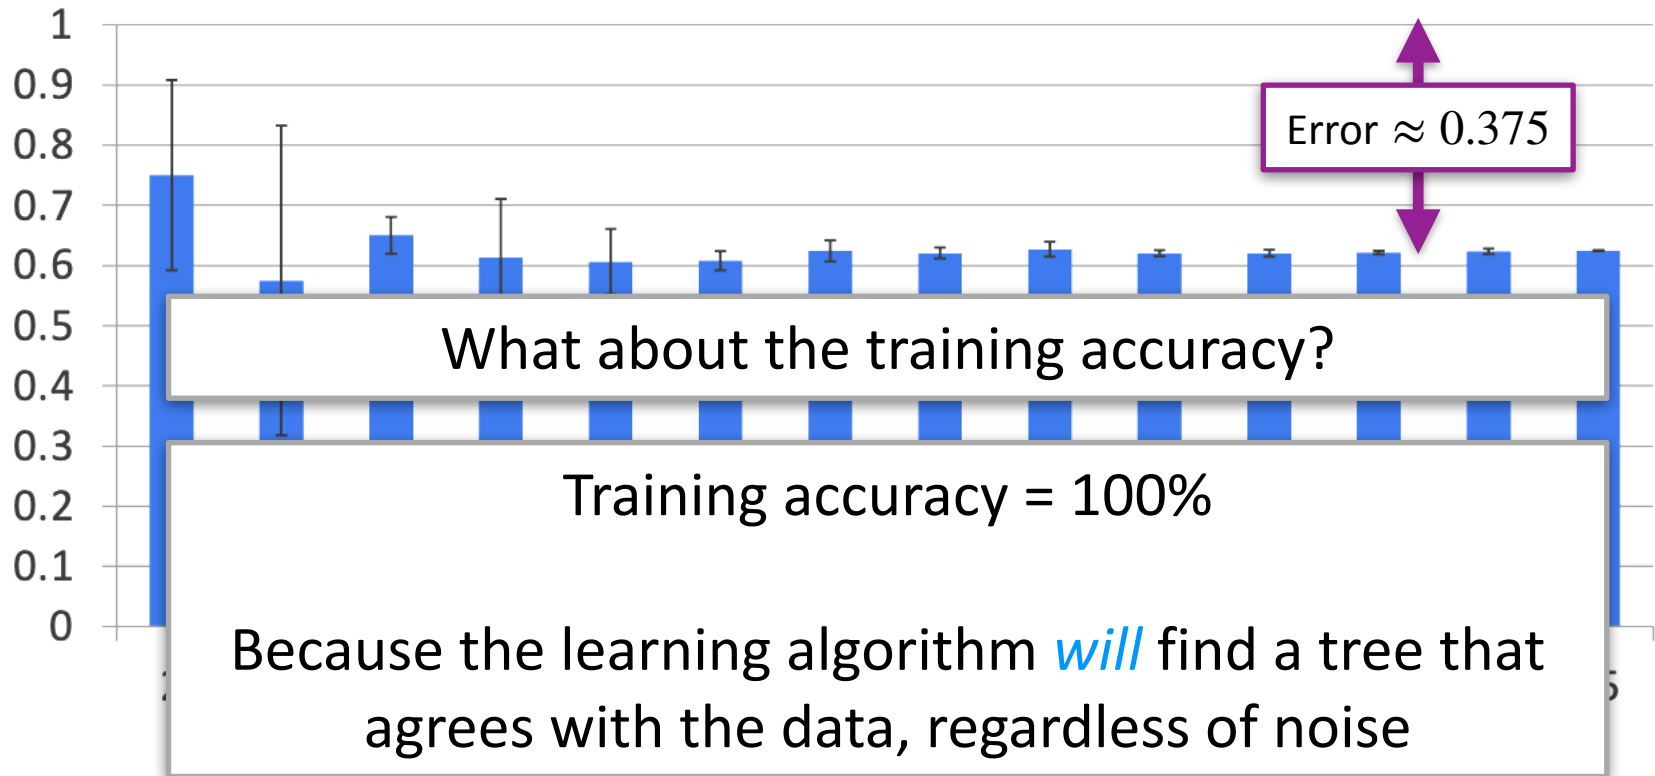 1
0.9
0.8
0.7
0.6
0.5
0.4
0.3
0.2
0.1
0
Error ≈ 0.375
What about the training accuracy?
Training accuracy = 100%
Because the learning algorithm will find a tree that
agrees with the data, regardless of noise